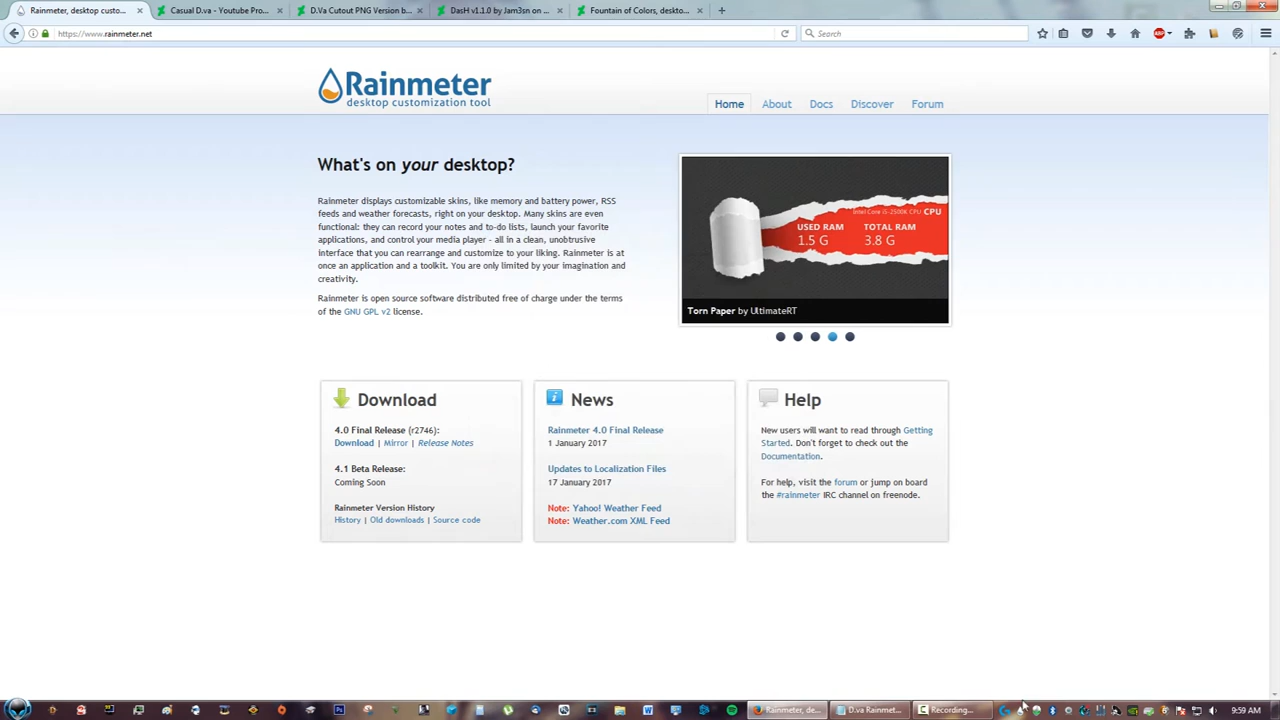 Rainmeter, desktop custo...
Casual D.va - Youtube Pro...
D.Va Cutout PNG Version b...
DasH v1.1.0 by Jam3sn on ...
Fountain of Colors, deskto...
https://www.rainmeter.net
Search
ABP
Rainmeter
desktop customization tool
Home
About
Docs
Discover
Forum
What's on your desktop?
Rainmeter displays customizable skins, like memory and battery power, RSS
feeds and weather forecasts, right on your desktop. Many skins are even
functional: they can record your notes and to-do lists, launch your favorite
applications, and control your media player - all in a clean, unobtrusive
interface that you can rearrange and customize to your liking. Rainmeter is at
once an application and a toolkit. You are only limited by your imagination and
creativity.
Rainmeter is open source software distributed free of charge under the terms
of the GNU GPL v2 license.
Intel Core i5-2500K CPU CPU
USED RAM
1.5 G
TOTAL RAM
3.8 G
Torn Paper by UltimateRT
Download
4.0 Final Release (r2746):
Download | Mirror | Release Notes
4.1 Beta Release:
Coming Soon
Rainmeter Version History
History | Old downloads | Source code
News
Rainmeter 4.0 Final Release
1 January 2017
Updates to Localization Files
17 January 2017
Note: Yahoo! Weather Feed
Note: Weather.com XML Feed
Help
New users will want to read through Getting
Started. Don't forget to check out the
Documentation.
For help, visit the forum or jump on board
the #rainmeter IRC channel on freenode.
Rainmeter, de...
D.va Rainmet...
Recording...
9:59 AM